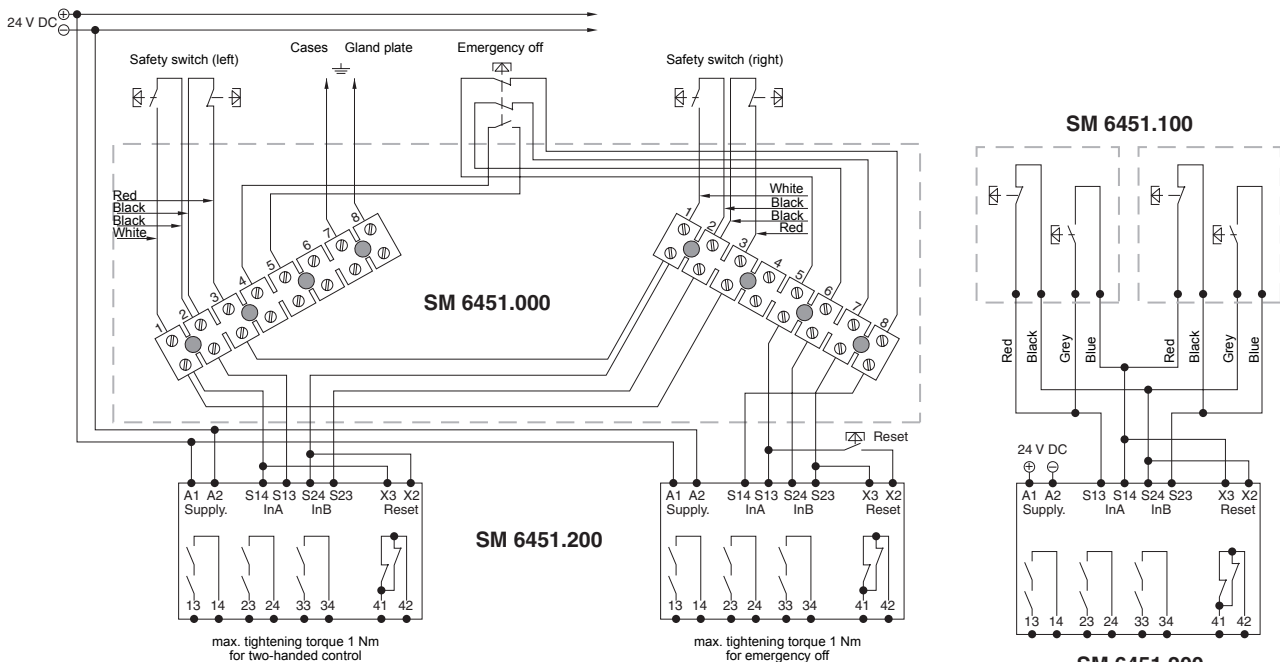 24 V DC
Safety switch (left)
Cases
Gland plate
Emergency off
Safety switch (right)
Red
Black
Black
White
1 2 3 4 5 6 7 8
SM 6451.000
White
Black
Black
Red
1 2 3 4 5 6 7 8
Reset
A1 A2 S14 S13 S24 S23 X3 X2
Supply. InA InB Reset
13 14 23 24 33 34 41 42
max. tightening torque 1 Nm
for two-handed control
SM 6451.200
A1 A2 S14 S13 S24 S23 X3 X2
Supply. InA InB Reset
13 14 23 24 33 34 41 42
max. tightening torque 1 Nm
for emergency off
SM 6451.100
Red Black Grey Blue Red Black Grey Blue
24 V DC
A1 A2 S13 S14 S24 S23 X3 X2
Supply. InA InB Reset
13 14 23 24 33 34 41 42